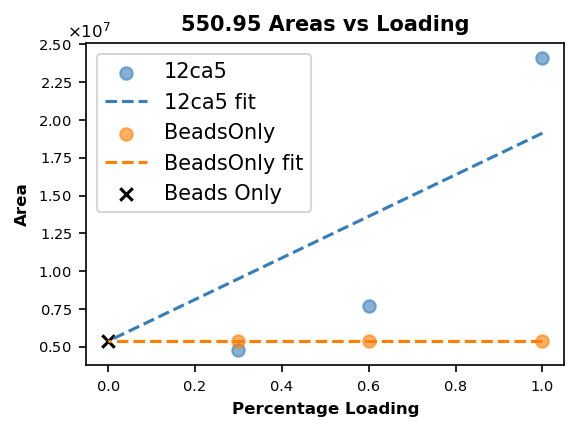 550.95 Areas vs Loading
×10⁷
2.50
2.25
2.00
1.75
1.50
1.25
1.00
0.75
0.50
Area
12ca5
12ca5 fit
BeadsOnly
BeadsOnly fit
Beads Only
0.0 0.2 0.4 0.6 0.8 1.0
Percentage Loading